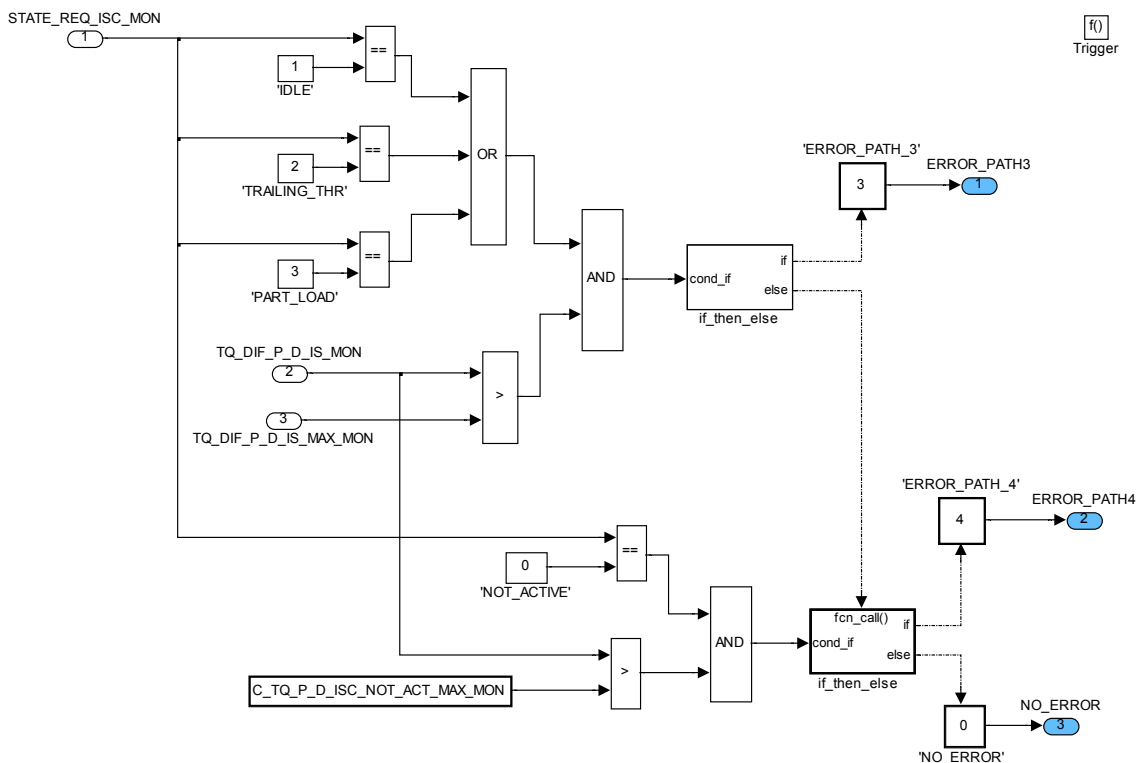 STATE_REQ_ISC_MON
1
f()
Trigger
==
1
'IDLE'
OR
==
2
'TRAILING_THR'
'ERROR_PATH_3'
3
ERROR_PATH3
1
==
3
'PART_LOAD'
AND
cond_if
if
else
if_then_else
TQ_DIF_P_D_IS_MON
2
>
3
TQ_DIF_P_D_IS_MAX_MON
'ERROR_PATH_4'
4
ERROR_PATH4
2
==
0
'NOT_ACTIVE'
AND
fcn_call()
cond_if
if
else
if_then_else
>
C_TQ_P_D_ISC_NOT_ACT_MAX_MON
0
'NO_ERROR'
NO_ERROR
3